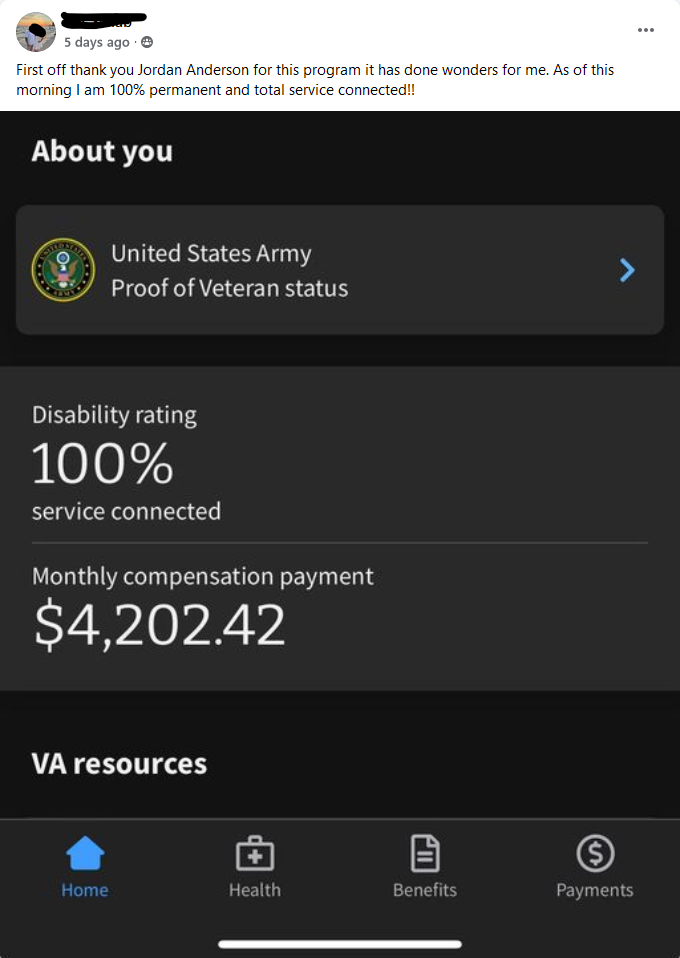 5 days ago ·
First off thank you Jordan Anderson for this program it has done wonders for me. As of this
morning I am 100% permanent and total service connected!!
About you
United States Army
Proof of Veteran status
Disability rating
100%
service connected
Monthly compensation payment
$4,202.42
VA resources
Home
Health
Benefits
Payments